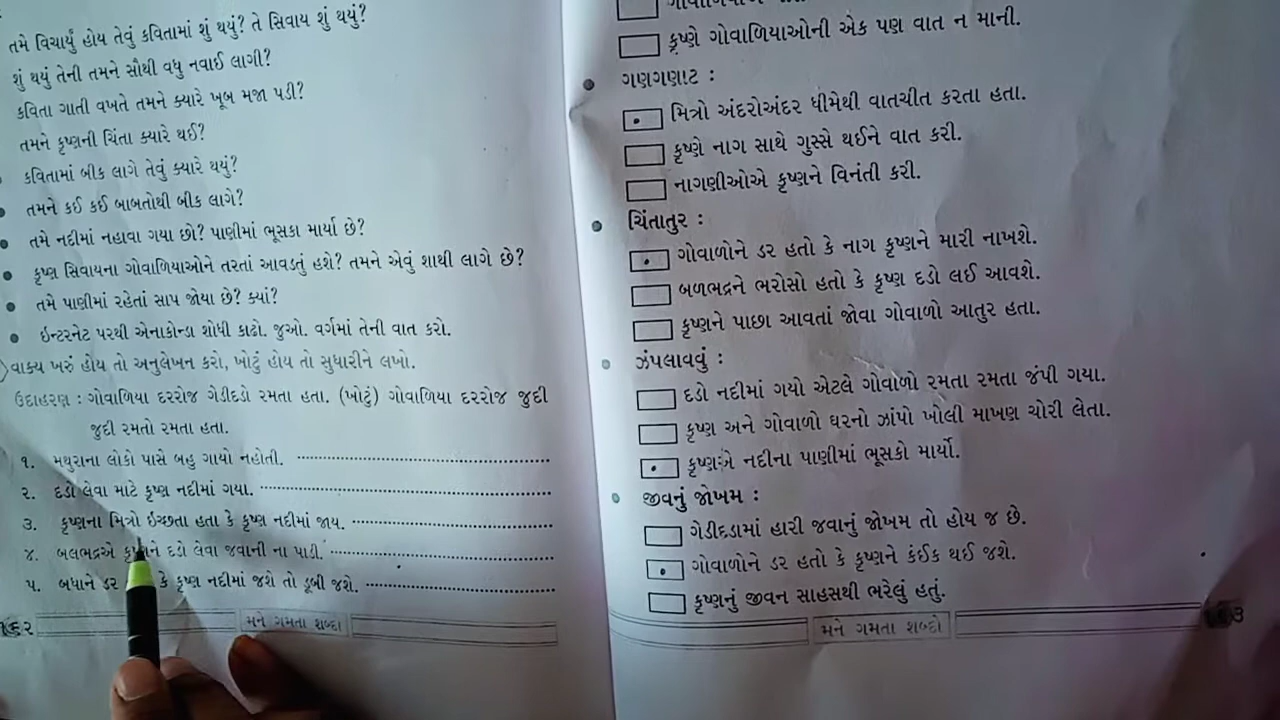 તમે વિચાર્યું હોય તેવું કવિતામાં શું થયું? તે સિવાય શું થયું?
શું થયું તેની તમને સૌથી વધુ નવાઈ લાગી?
કવિતા ગાતી વખતે તમને ક્યારે ખૂબ મજા પડી?
તમને કૃષ્ણની ચિંતા ક્યારે થઈ?
કવિતામાં બીક લાગે તેવું ક્યારે થયું?
તમને કઈ કઈ બાબતોથી બીક લાગે?
તમે નદીમાં નહાવા ગયા છો? પાણીમાં ભૂસકા માર્યા છે?
કૃષ્ણ સિવાયના ગોવાળિયાઓને તરતાં આવડતું હશે? તમને એવું શાથી લાગે છે?
તમે પાણીમાં રહેતાં સાપ જોયા છે? ક્યાં?
ઇન્ટરનેટ પરથી એનાકોન્ડા શોધી કાઢો. જુઓ. વર્ગમાં તેની વાત કરો.
વાક્ય ખરું હોય તો અનુલેખન કરો, ખોટું હોય તો સુધારીને લખો.
ઉદાહરણ : ગોવાળિયા દરરોજ ગેડીદડો રમતા હતા. (ખોટું) ગોવાળિયા દરરોજ જુદી
જુદી રમતો રમતા હતા.
૧. મથુરાના લોકો પાસે બહુ ગાયો નહોતી.
૨. દડો લેવા માટે કૃષ્ણ નદીમાં ગયા.
૩. કૃષ્ણના મિત્રો ઇચ્છતા હતા કે કૃષ્ણ નદીમાં જાય.
૪. બલભદ્રએ કૃષ્ણને દડો લેવા જવાની ના પાડી.
૫. બધાને ડર કે કૃષ્ણ નદીમાં જશે તો ડૂબી જશે.
૧૬૨ મને ગમતા શબ્દો
કૃષ્ણે ગોવાળિયાઓની એક પણ વાત ન માની.
ગણગણાટ :
મિત્રો અંદરોઅંદર ધીમેથી વાતચીત કરતા હતા.
કૃષ્ણે નાગ સાથે ગુસ્સે થઈને વાત કરી.
નાગણીઓએ કૃષ્ણને વિનંતી કરી.
ચિંતાતુર :
ગોવાળોને ડર હતો કે નાગ કૃષ્ણને મારી નાખશે.
બળભદ્રને ભરોસો હતો કે કૃષ્ણ દડો લઈ આવશે.
કૃષ્ણને પાછા આવતાં જોવા ગોવાળો આતુર હતા.
ઝંપલાવવું :
દડો નદીમાં ગયો એટલે ગોવાળો રમતા રમતા જંપી ગયા.
કૃષ્ણ અને ગોવાળો ઘરનો ઝાંપો ખોલી માખણ ચોરી લેતા.
કૃષ્ણએ નદીના પાણીમાં ભૂસકો માર્યો.
જીવનું જોખમ :
ગેડીદડામાં હારી જવાનું જોખમ તો હોય જ છે.
ગોવાળોને ડર હતો કે કૃષ્ણને કંઈક થઈ જશે.
કૃષ્ણનું જીવન સાહસથી ભરેલું હતું.
મને ગમતા શબ્દો ૧૬૩